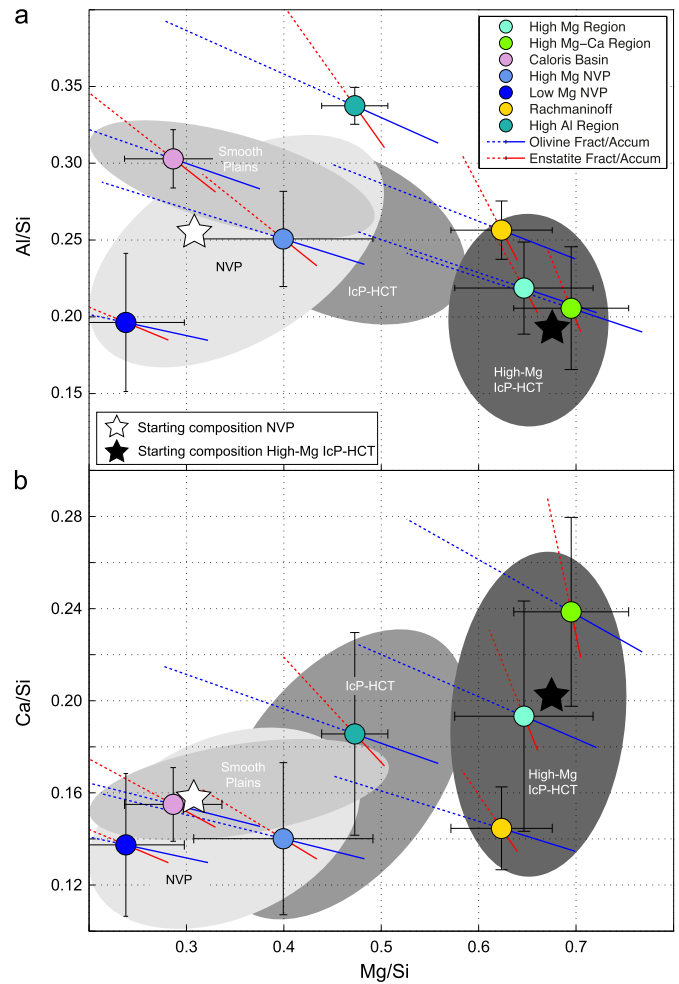 a
High Mg Region
High Mg–Ca Region
Caloris Basin
High Mg NVP
Low Mg NVP
Rachmaninoff
High Al Region
Olivine Fract/Accum
Enstatite Fract/Accum
0.35
0.30
0.25
0.20
0.15
Al/Si
Smooth
Plains
NVP
IcP-HCT
High-Mg
IcP-HCT
Starting composition NVP
Starting composition High-Mg IcP-HCT
b
0.28
0.24
0.20
0.16
0.12
Ca/Si
IcP-HCT
Smooth
Plains
High-Mg
IcP-HCT
NVP
0.3 0.4 0.5 0.6 0.7
Mg/Si